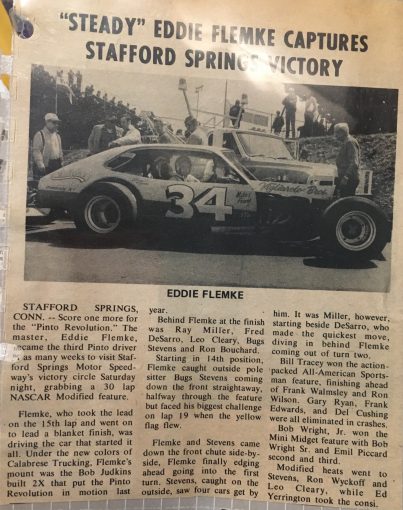 "STEADY" EDDIE FLEMKE CAPTURES
STAFFORD SPRINGS VICTORY
34
EDDIE FLEMKE
STAFFORD SPRINGS,
CONN. -- Score one more for
the "Pinto Revolution." The
master, Eddie Flemke,
became the third Pinto driver
in as many weeks to visit Staf-
ford Springs Motor Speed-
way's victory circle Saturday
night, grabbing a 30 lap
NASCAR Modified feature.
Flemke, who took the lead
on the 15th lap and went on
to lead a blanket finish, was
driving the car that started it
all. Under the new colors of
Calabrese Trucking, Flemke's
mount was the Bob Judkins
built 2X that put the Pinto
Revolution in motion last
year.
Behind Flemke at the finish
was Ray Miller, Fred
DeSarro, Leo Cleary, Bugs
Stevens and Ron Bouchard.
Starting in 14th position,
Flemke caught outside pole
sitter Bugs Stevens coming
down the front straightaway,
halfway through the feature
but faced his biggest challenge
on lap 19 when the yellow
flag flew.
Flemke and Stevens came
down the front chute side-by-
side, Flemke finally edging
ahead going into the first
turn. Stevens, caught on the
outside, saw four cars get by
him. It was Miller, however,
starting beside DeSarro, who
made the quickest move,
diving in behind Flemke
coming out of turn two.
Bill Tracey won the action-
packed All-American Sports-
man feature, finishing ahead
of Frank Walmsley and Ron
Wilson. Gary Ryan, Frank
Edwards, and Del Cushing
were all eliminated in crashes.
Bob Wright, Jr. won the
Mini Midget feature with Bob
Wright Sr. and Emil Piccard
second and third.
Modified heats went to
Stevens, Ron Wyckoff and
Leo Cleary, while Ed
Yerrington took the consi.